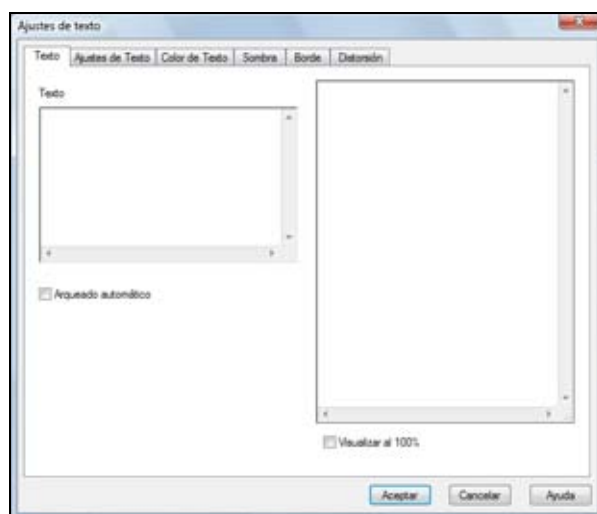 Ajustes de texto
Texto Ajustes de Texto Color de Texto Sombra Borde Distorsión
Texto
Arqueado automático
Visualizar al 100%
Aceptar Cancelar Ayuda